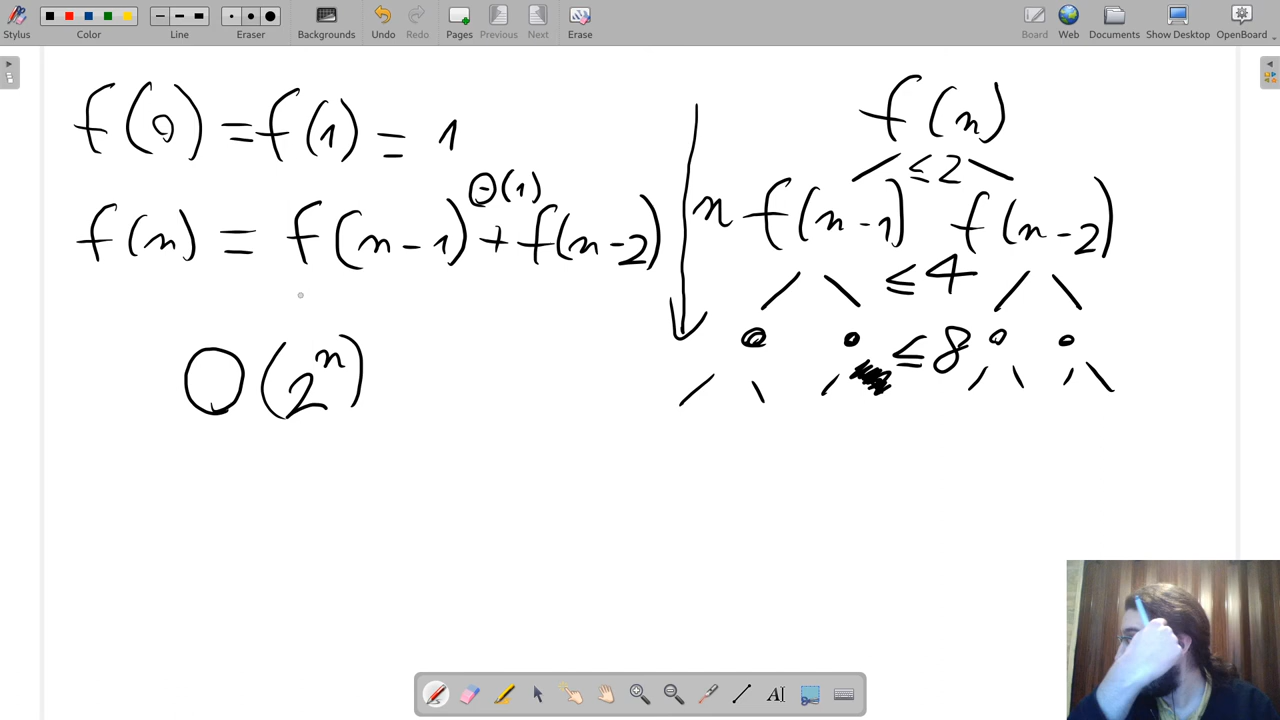 Stylus Color Line Eraser Backgrounds Undo Redo Pages Previous Next Erase Board Web Documents Show Desktop OpenBoard
f(0) = f(1) = 1
Θ(1)
f(n) = f(n-1) + f(n-2)
O(2^n)
n
f(n)
≤ 2
f(n-1) f(n-2)
≤ 4
≤ 8
AI